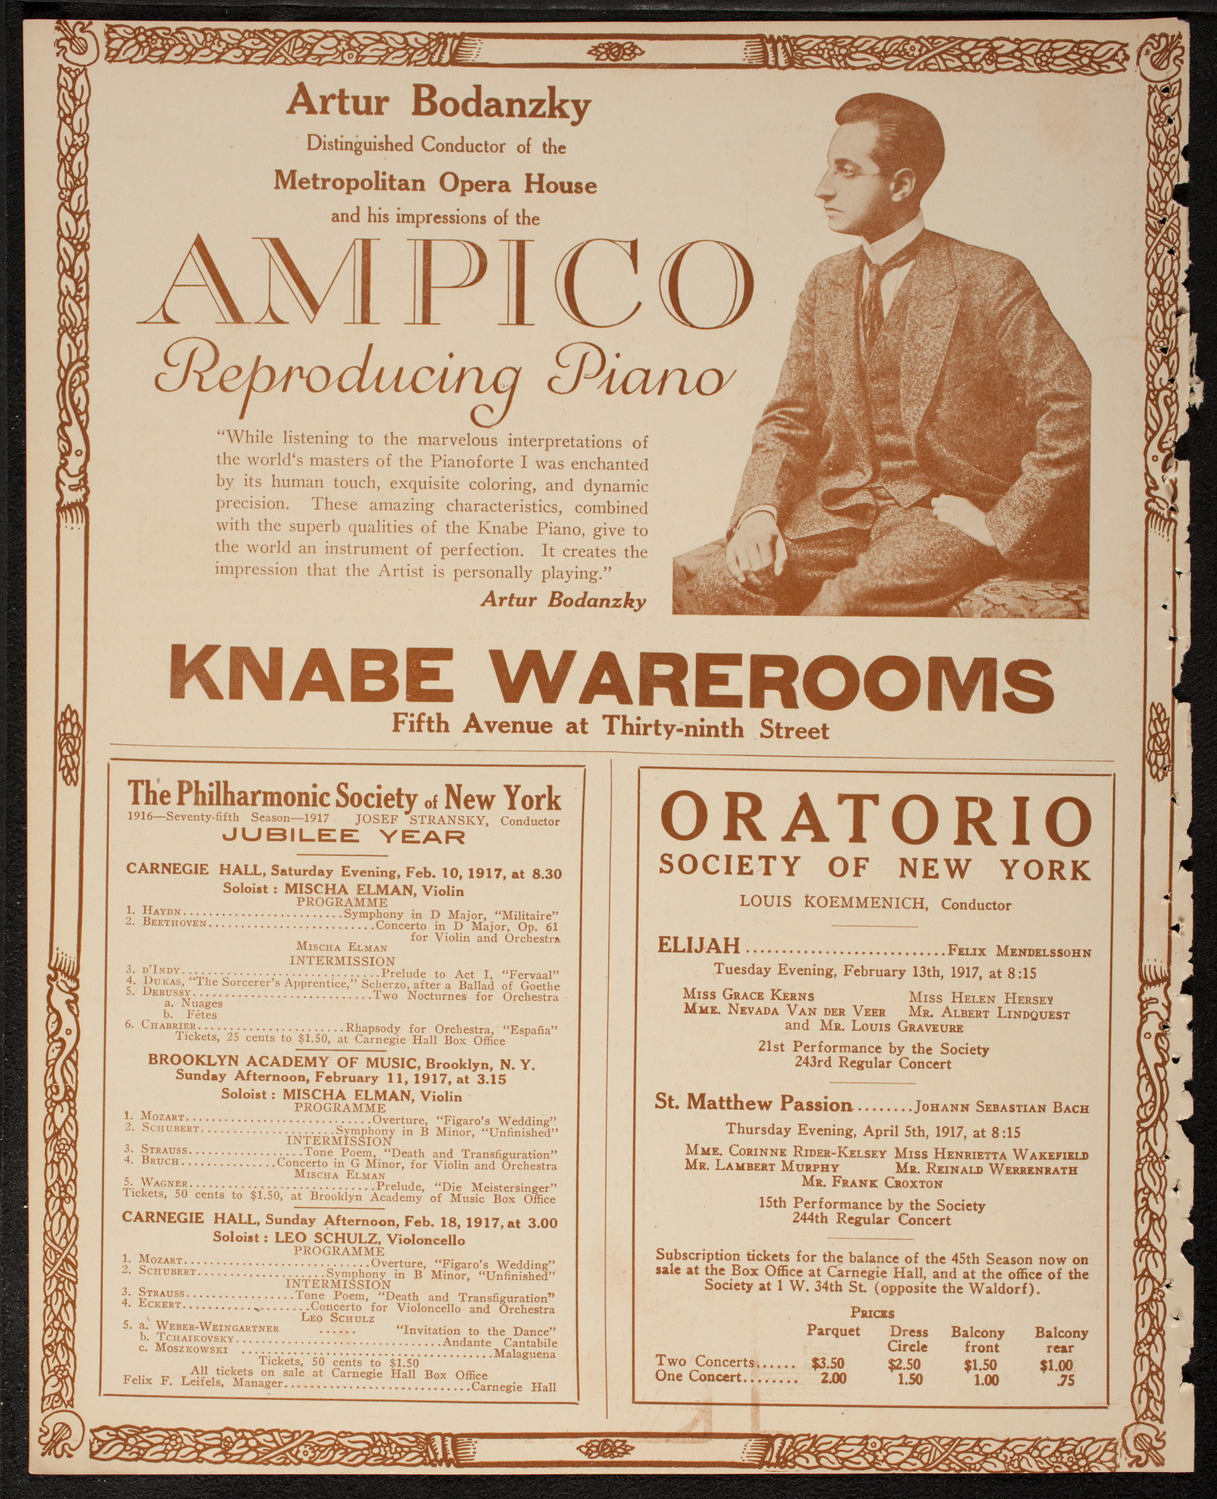 Artur Bodanzky
Distinguished Conductor of the
Metropolitan Opera House
and his impressions of the
AMPICO
Reproducing Piano
“While listening to the marvelous interpretations of
the world‘s masters of the Pianoforte I was enchanted
by its human touch, exquisite coloring, and dynamic
precision. These amazing characteristics, combined
with the superb qualities of the Knabe Piano, give to
the world an instrument of perfection. It creates the
impression that the Artist is personally playing.”
Artur Bodanzky
KNABE WAREROOMS
Fifth Avenue at Thirty-ninth Street
The Philharmonic Society of New York
1916—Seventy-fifth Season—1917 JOSEF STRANSKY, Conductor
JUBILEE YEAR
CARNEGIE HALL, Saturday Evening, Feb. 10, 1917, at 8.30
Soloist : MISCHA ELMAN, Violin
PROGRAMME
1. HAYDN........................Symphony in D Major, “Militaire”
2. BEETHOVEN..........................Concerto in D Major, Op. 61
for Violin and Orchestra
MISCHA ELMAN
INTERMISSION
3. D'INDY...............................Prelude to Act I, “Fervaal”
4. DUKAS, “The Sorcerer's Apprentice,” Scherzo, after a Ballad of Goethe
5. DEBUSSY............................Two Nocturnes for Orchestra
a. Nuages
b. Fêtes
6. CHABRIER.......................Rhapsody for Orchestra, “España”
Tickets, 25 cents to $1.50, at Carnegie Hall Box Office
BROOKLYN ACADEMY OF MUSIC, Brooklyn, N. Y.
Sunday Afternoon, February 11, 1917, at 3.15
Soloist : MISCHA ELMAN, Violin
PROGRAMME
1. MOZART.............................Overture, “Figaro's Wedding”
2. SCHUBERT.....................Symphony in B Minor, “Unfinished”
INTERMISSION
3. STRAUSS..................Tone Poem, “Death and Transfiguration”
4. BRUCH...............Concerto in G Minor, for Violin and Orchestra
MISCHA ELMAN
5. WAGNER.............................Prelude, “Die Meistersinger”
Tickets, 50 cents to $1.50, at Brooklyn Academy of Music Box Office
CARNEGIE HALL, Sunday Afternoon, Feb. 18, 1917, at 3.00
Soloist : LEO SCHULZ, Violoncello
PROGRAMME
1. MOZART.............................Overture, “Figaro's Wedding”
2. SCHUBERT....................Symphony in B Minor, “Unfinished”
INTERMISSION
3. STRAUSS.................Tone Poem, “Death and Transfiguration”
4. ECKERT....................Concerto for Violoncello and Orchestra
LEO SCHULZ
5. a. WEBER-WEINGARTNER ...... “Invitation to the Dance”
b. TCHAIKOVSKY................................Andante Cantabile
c. MOSZKOWSKI .......................................Malaguena
Tickets, 50 cents to $1.50
All tickets on sale at Carnegie Hall Box Office
Felix F. Leifels, Manager.............................Carnegie Hall
ORATORIO
SOCIETY OF NEW YORK
LOUIS KOEMMENICH, Conductor
ELIJAH...........................FELIX MENDELSSOHN
Tuesday Evening, February 13th, 1917, at 8:15
MISS GRACE KERNS MISS HELEN HERSEY
MME. NEVADA VAN DER VEER MR. ALBERT LINDQUEST
and MR. LOUIS GRAVEURE
21st Performance by the Society
243rd Regular Concert
St. Matthew Passion........JOHANN SEBASTIAN BACH
Thursday Evening, April 5th, 1917, at 8:15
MME. CORINNE RIDER-KELSEY MISS HENRIETTA WAKEFIELD
MR. LAMBERT MURPHY MR. REINALD WERRENRATH
MR. FRANK CROXTON
15th Performance by the Society
244th Regular Concert
Subscription tickets for the balance of the 45th Season now on
sale at the Box Office at Carnegie Hall, and at the office of the
Society at 1 W. 34th St. (opposite the Waldorf).
PRICES
Parquet Dress Circle Balcony front Balcony rear
Two Concerts...... $3.50 $2.50 $1.50 $1.00
One Concert........ 2.00 1.50 1.00 .75